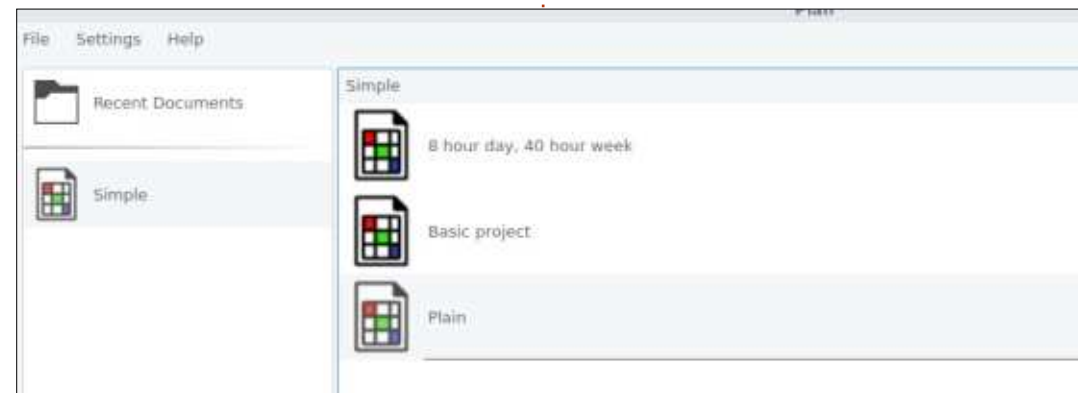 File Settings Help
Recent Documents
Simple
Simple
8 hour day, 40 hour week
Basic project
Plain